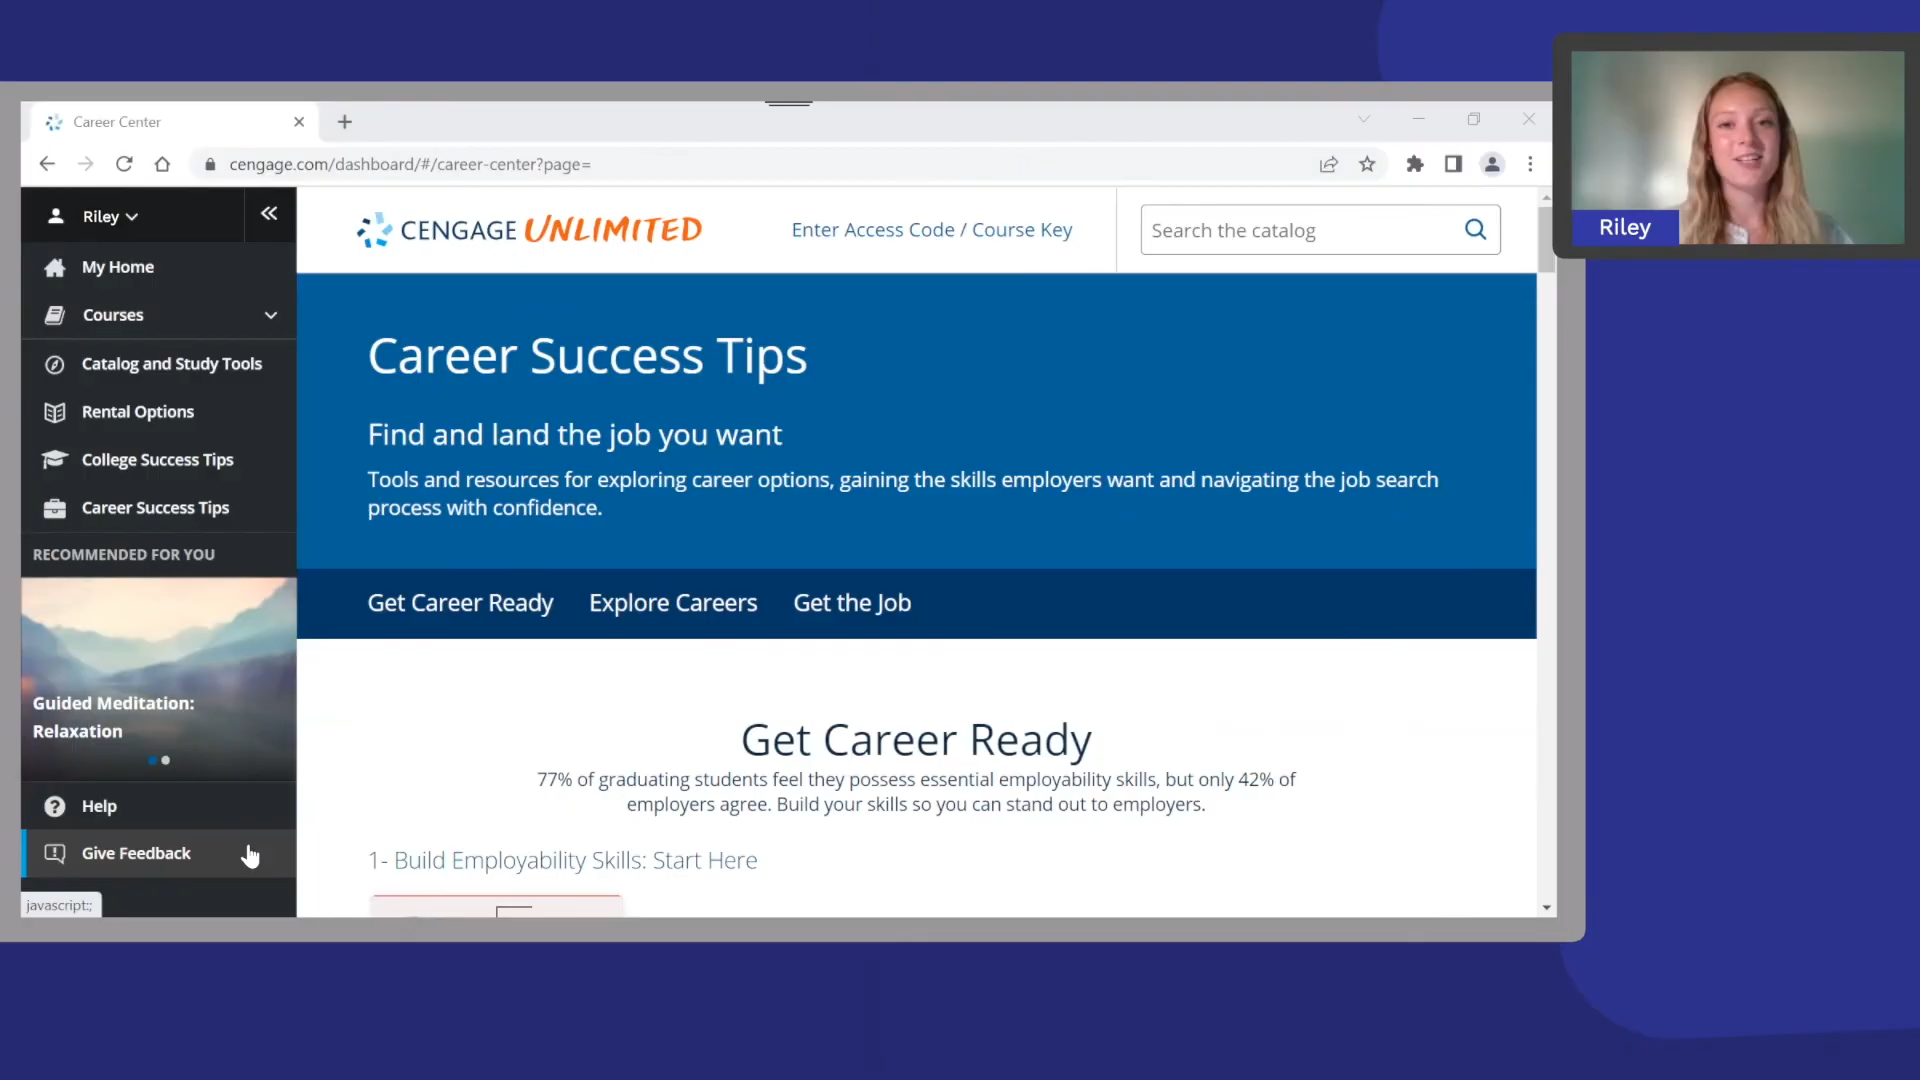 Career Center
cengage.com/dashboard/#/career-center?page=
Riley
Riley
CENGAGE UNLIMITED
Enter Access Code / Course Key
Search the catalog
My Home
Courses
Catalog and Study Tools
Rental Options
College Success Tips
Career Success Tips
RECOMMENDED FOR YOU
Guided Meditation:
Relaxation
Help
Give Feedback
javascript:;
Career Success Tips
Find and land the job you want
Tools and resources for exploring career options, gaining the skills employers want and navigating the job search
process with confidence.
Get Career Ready Explore Careers Get the Job
Get Career Ready
77% of graduating students feel they possess essential employability skills, but only 42% of
employers agree. Build your skills so you can stand out to employers.
1- Build Employability Skills: Start Here